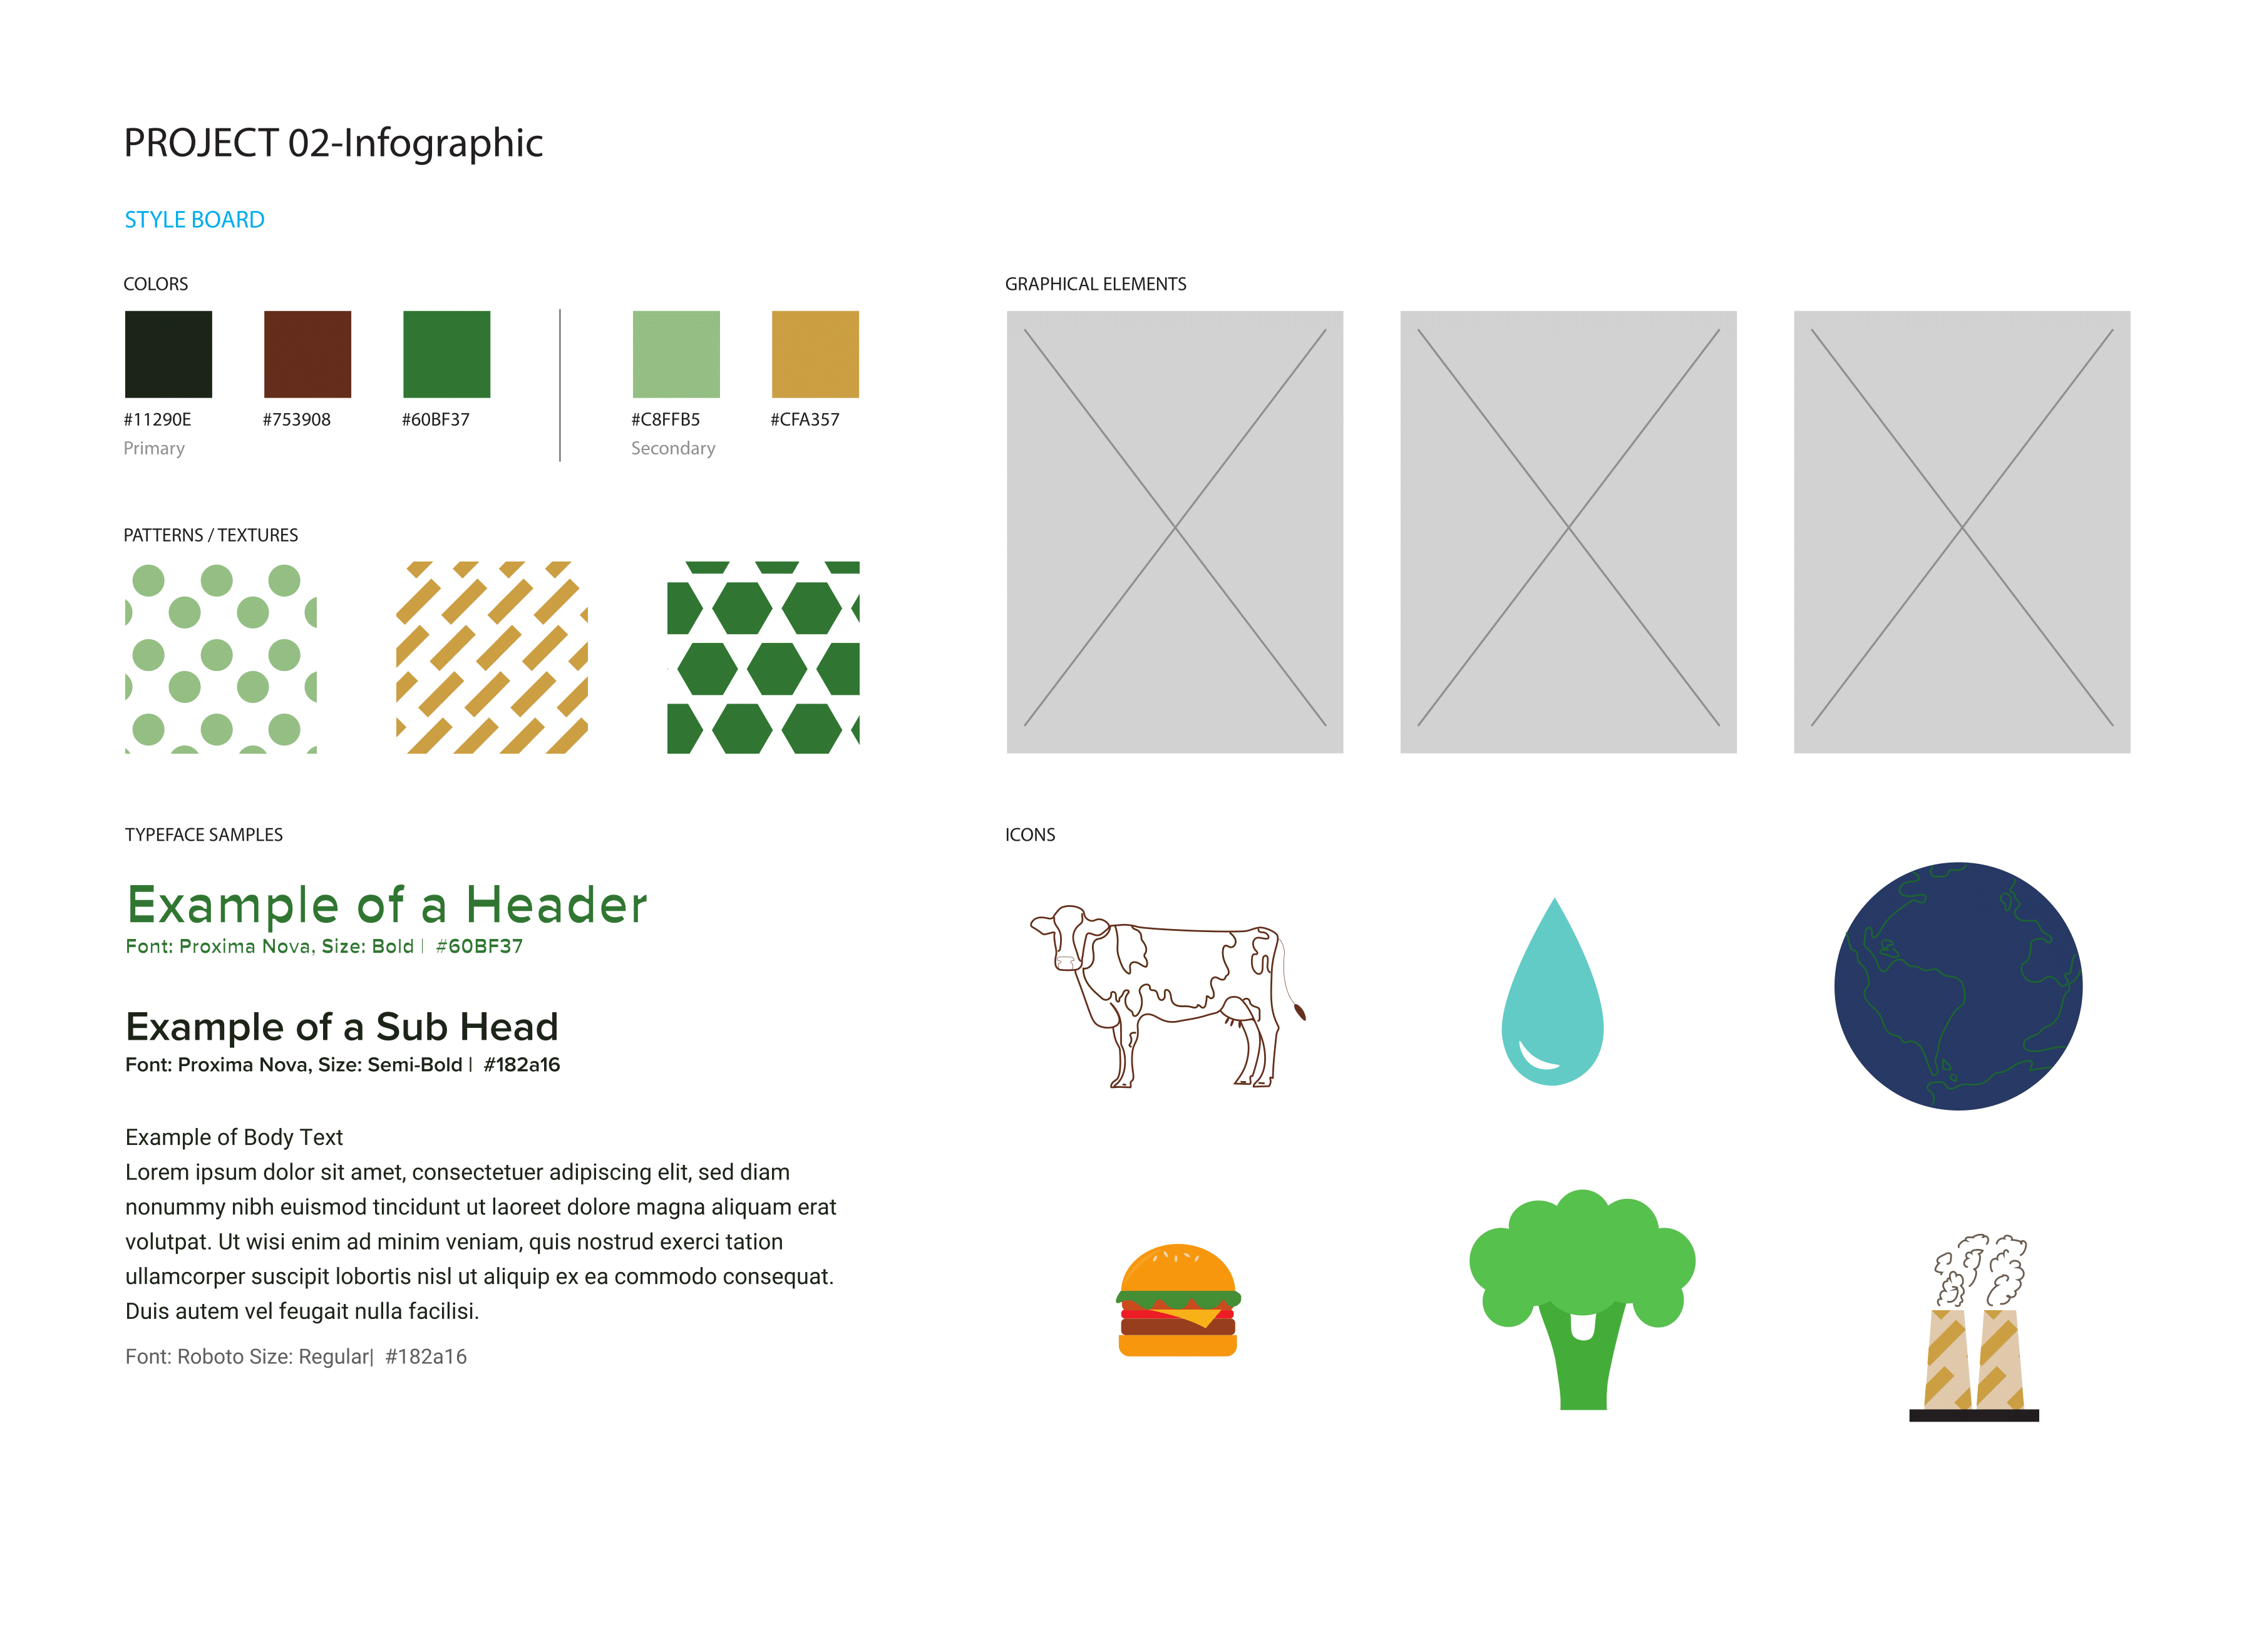 PROJECT 02-Infographic
STYLE BOARD
COLORS
#11290E
#753908
#60BF37
#C8FFB5
#CFA357
Primary
Secondary
PATTERNS / TEXTURES
TYPEFACE SAMPLES
Example of a Header
Font: Proxima Nova, Size: Bold | #60BF37
Example of a Sub Head
Font: Proxima Nova, Size: Semi-Bold | #182a16
Example of Body Text
Lorem ipsum dolor sit amet, consectetuer adipiscing elit, sed diam
nonummy nibh euismod tincidunt ut laoreet dolore magna aliquam erat
volutpat. Ut wisi enim ad minim veniam, quis nostrud exerci tation
ullamcorper suscipit lobortis nisl ut aliquip ex ea commodo consequat.
Duis autem vel feugait nulla facilisi.
Font: Roboto Size: Regular| #182a16
GRAPHICAL ELEMENTS
ICONS